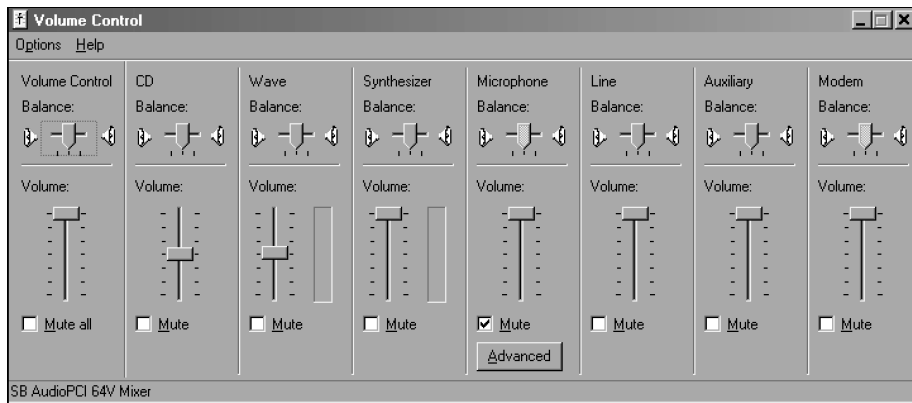 Volume Control
Options Help
Volume Control CD Wave Synthesizer Microphone Line Auxiliary Modem
Balance: Balance: Balance: Balance: Balance: Balance: Balance: Balance:
Volume: Volume: Volume: Volume: Volume: Volume: Volume: Volume:
Mute all Mute Mute Mute Mute Mute Mute Mute
Advanced
SB AudioPCI 64V Mixer